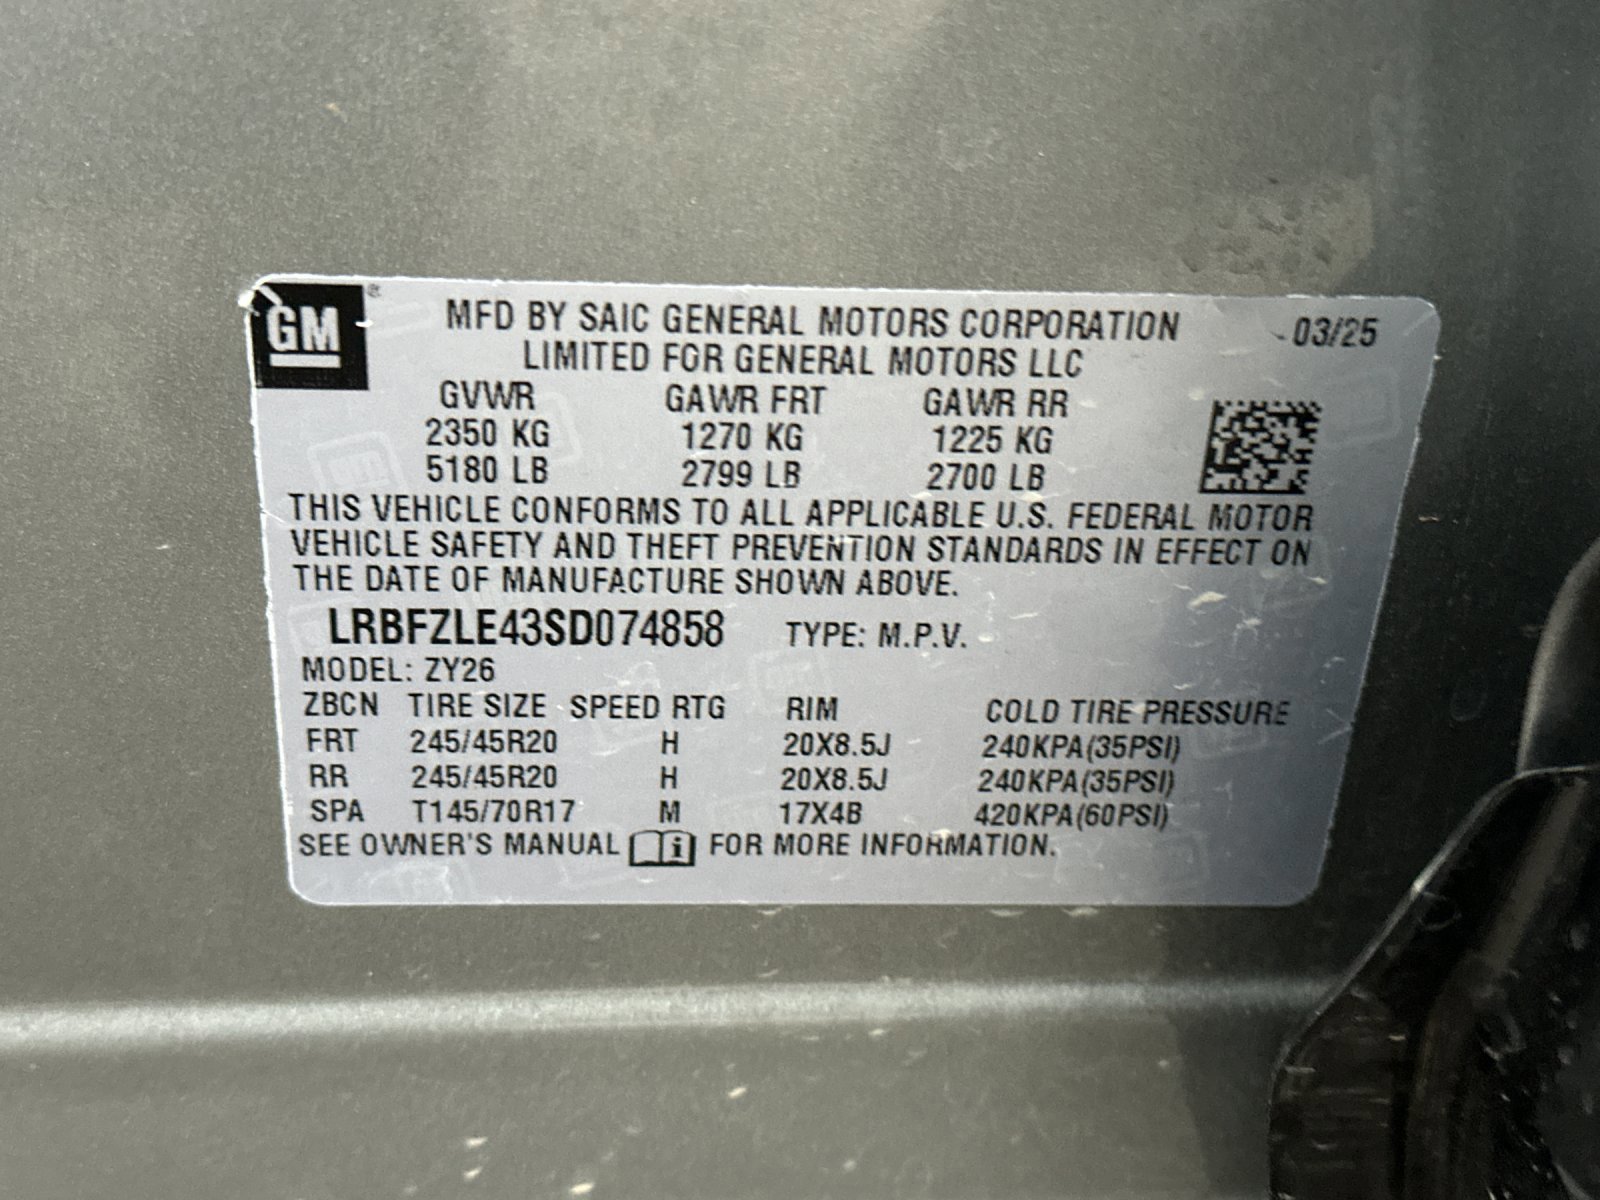 GM
MFD BY SAIC GENERAL MOTORS CORPORATION 03/25
LIMITED FOR GENERAL MOTORS LLC
GVWR GAWR FRT GAWR RR
2350 KG 1270 KG 1225 KG
5180 LB 2799 LB 2700 LB
THIS VEHICLE CONFORMS TO ALL APPLICABLE U.S. FEDERAL MOTOR
VEHICLE SAFETY AND THEFT PREVENTION STANDARDS IN EFFECT ON
THE DATE OF MANUFACTURE SHOWN ABOVE.
LRBFZLE43SD074858 TYPE: M.P.V.
MODEL: ZY26
ZBCN TIRE SIZE SPEED RTG RIM COLD TIRE PRESSURE
FRT 245/45R20 H 20X8.5J 240KPA(35PSI)
RR 245/45R20 H 20X8.5J 240KPA(35PSI)
SPA T145/70R17 M 17X4B 420KPA(60PSI)
SEE OWNER'S MANUAL i FOR MORE INFORMATION.